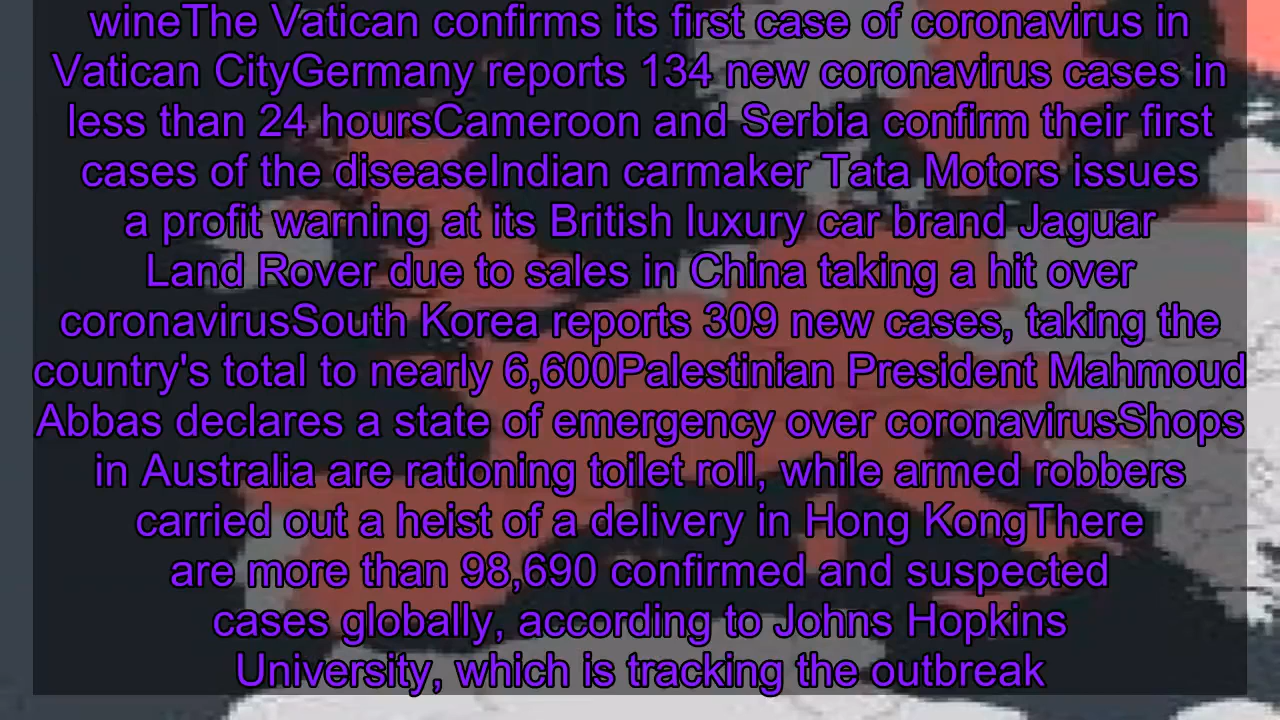 wineThe Vatican confirms its first case of coronavirus in
Vatican CityGermany reports 134 new coronavirus cases in
less than 24 hoursCameroon and Serbia confirm their first
cases of the diseaseIndian carmaker Tata Motors issues
a profit warning at its British luxury car brand Jaguar
Land Rover due to sales in China taking a hit over
coronavirusSouth Korea reports 309 new cases, taking the
country's total to nearly 6,600Palestinian President Mahmoud
Abbas declares a state of emergency over coronavirusShops
in Australia are rationing toilet roll, while armed robbers
carried out a heist of a delivery in Hong KongThere
are more than 98,690 confirmed and suspected
cases globally, according to Johns Hopkins
University, which is tracking the outbreak